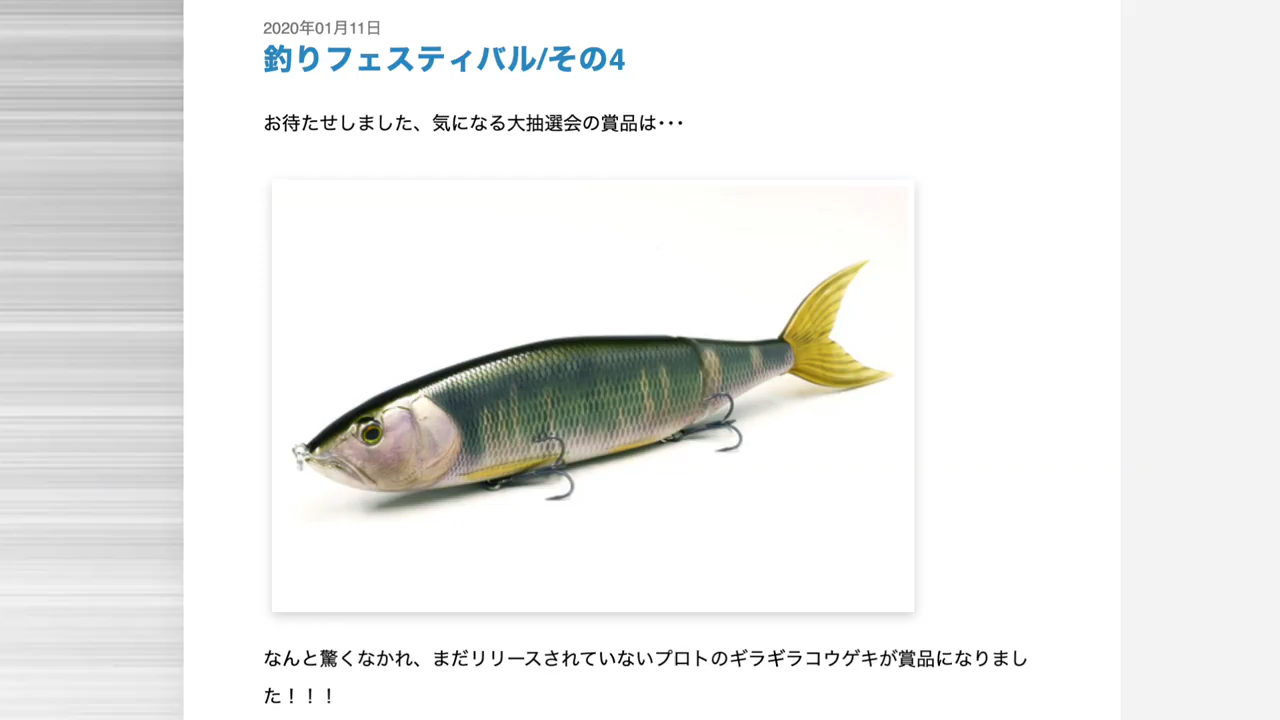 2020年01月11日
釣りフェスティバル/その4
お待たせしました、気になる大抽選会の賞品は･･･
なんと驚くなかれ、まだリリースされていないプロトのギラギラコウゲキが賞品になりまし
た！！！